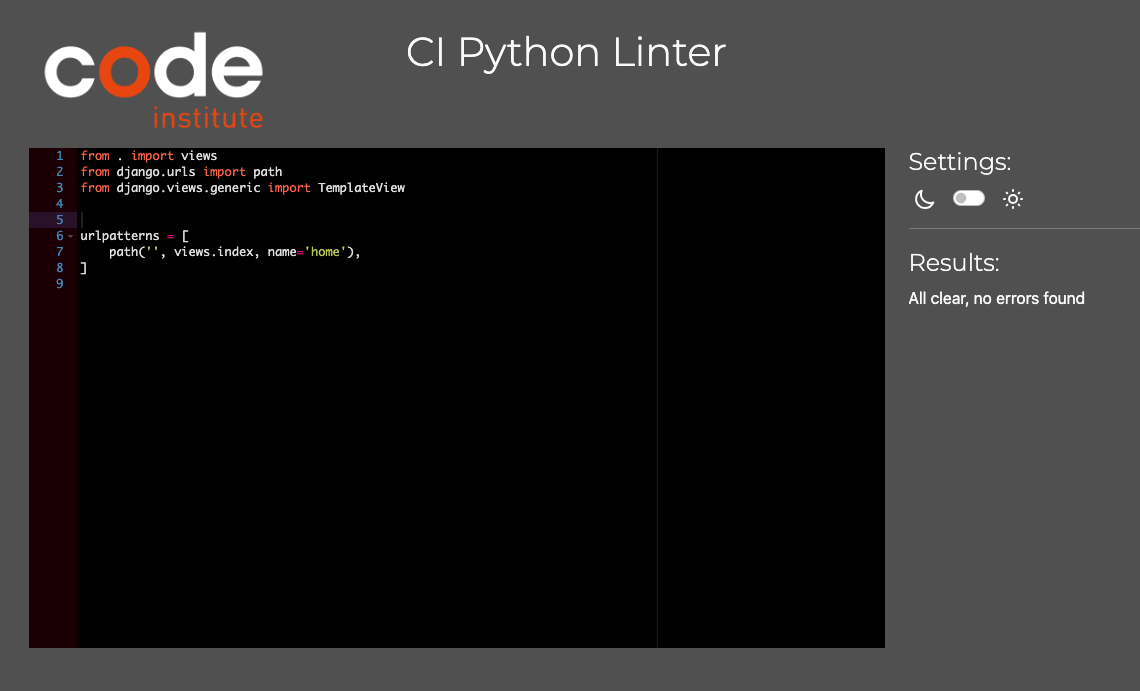 code
institute
CI Python Linter
1 from . import views
2 from django.urls import path
3 from django.views.generic import TemplateView
4
5
6 urlpatterns = [
7     path('', views.index, name='home'),
8 ]
9
Settings:
Results:
All clear, no errors found